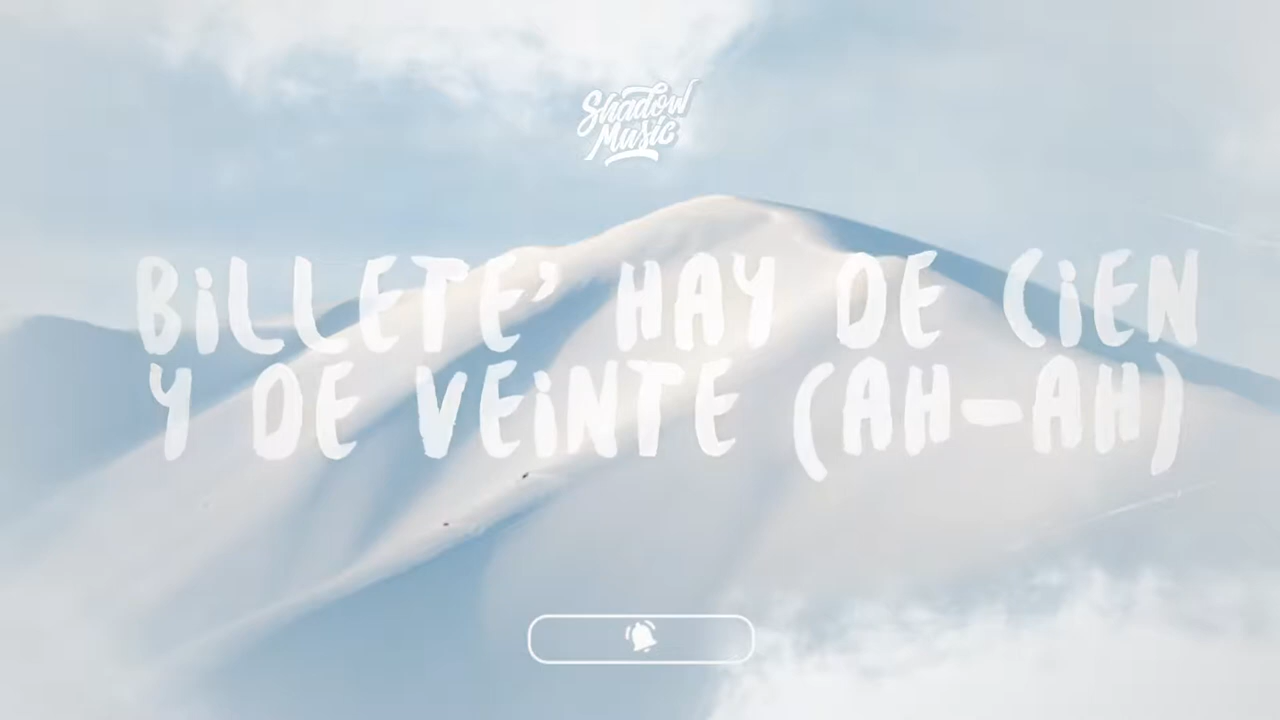 Shadow
Music
BiLLETE' HAY DE CiEN
Y DE VEiNTE (AH-AH)